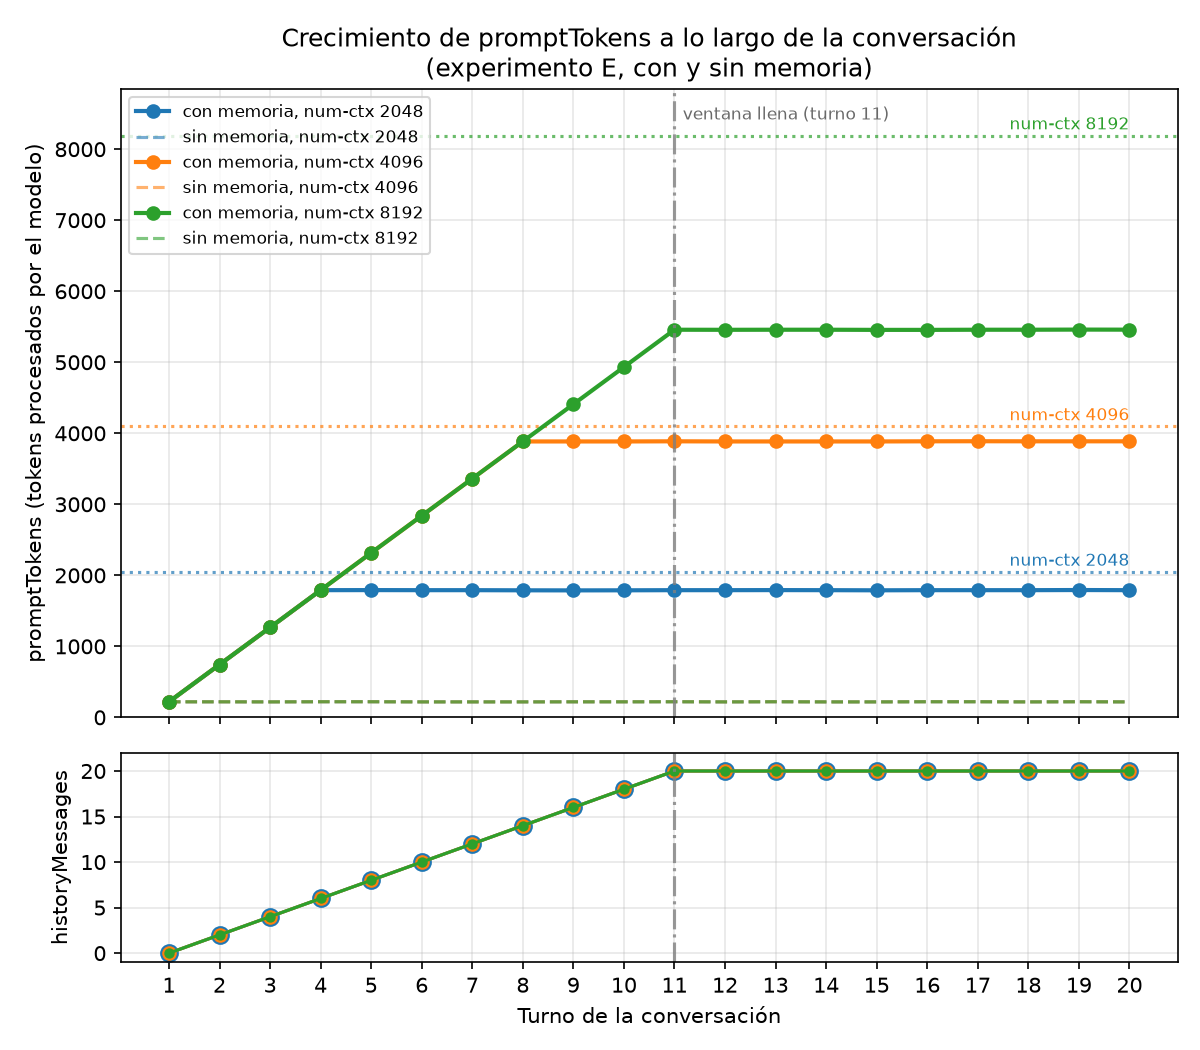 Crecimiento de promptTokens a lo largo de la conversación
(experimento E, con y sin memoria)
con memoria, num-ctx 2048
sin memoria, num-ctx 2048
con memoria, num-ctx 4096
sin memoria, num-ctx 4096
con memoria, num-ctx 8192
sin memoria, num-ctx 8192
ventana llena (turno 11)
num-ctx 8192
num-ctx 4096
num-ctx 2048
promptTokens (tokens procesados por el modelo)
8000
7000
6000
5000
4000
3000
2000
1000
0
historyMessages
20
15
10
5
0
1 2 3 4 5 6 7 8 9 10 11 12 13 14 15 16 17 18 19 20
Turno de la conversación